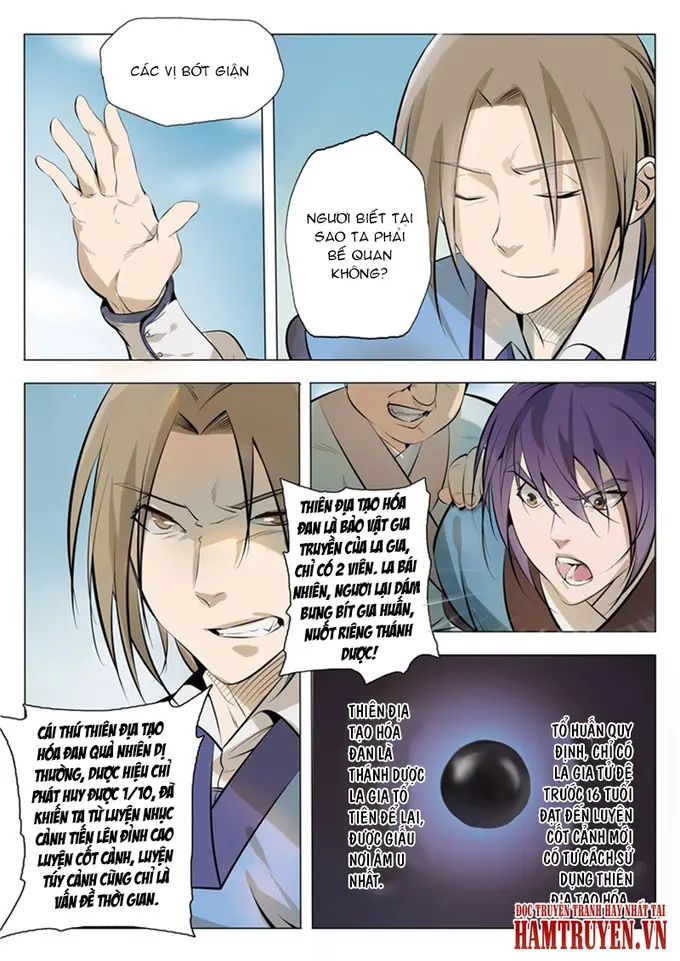 CÁC VỊ BỚT GIẬN
NGƯƠI BIẾT TẠI
SAO TA PHẢI
BẾ QUAN
KHÔNG?
THIÊN ĐỊA TẠO HÓA
ĐAN LÀ BẢO VẬT GIA
TRUYỀN CỦA LA GIA,
CHỈ CÓ 2 VIÊN. LA BÁI
NHIÊN, NGƯƠI LẠI DÁM
BƯNG BÍT GIA HUẤN,
NUỐT RIÊNG THÁNH
DƯỢC!
CÁI THỨ THIÊN ĐỊA TẠO
HÓA ĐAN QUẢ NHIÊN DỊ
THƯỜNG, DƯỢC HIỆU CHỈ
PHÁT HUY ĐƯỢC 1/10, ĐÃ
KHIẾN TA TỪ LUYỆN NHỤC
CẢNH TIẾN LÊN ĐỈNH CAO
LUYỆN CỐT CẢNH, LUYỆN
TỦY CẢNH CŨNG CHỈ LÀ
VẤN ĐỀ THỜI GIAN.
THIÊN ĐỊA
TẠO HÓA
ĐAN LÀ
THÁNH DƯỢC
LA GIA TỔ
TIÊN ĐỂ LẠI,
ĐƯỢC GIẤU
NƠI ÂM U
NHẤT.
TỔ HUẤN QUY
ĐỊNH, CHỈ CÓ
LA GIA TỬ ĐỆ
TRƯỚC 16 TUỔI
ĐẠT ĐẾN LUYỆN
CỐT CẢNH MỚI
CÓ TƯ CÁCH SỬ
DỤNG THIÊN
ĐỊA TẠO HÓA
ĐỌC TRUYỆN TRANH HAY NHẤT TẠI
HAMTRUYEN.VN